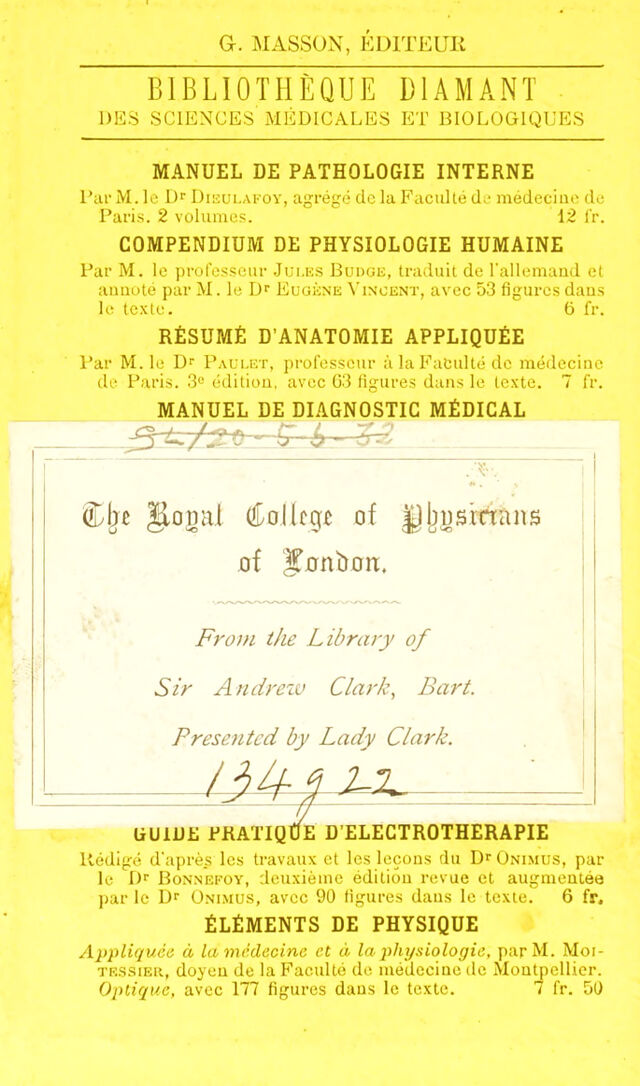 G. MASSON, ÉDITEUR
BIBLIOTHÈQUE DIAMANT
DES SCIENCES MÉDICALES ET BIOLOGIQUES
MANUEL DE PATHOLOGIE INTERNE
Par M. le Dr DIEULAFOY, agrégé de la Faculté de médecine de
Paris. 2 volumes. 12 fr.
COMPENDIUM DE PHYSIOLOGIE HUMAINE
Par M. le professeur JULES BUDGE, traduit de l'allemand et
annoté par M. le Dr EUGÈNE VINCENT, avec 53 figures dans
le texte. 6 fr.
RÉSUMÉ D'ANATOMIE APPLIQUÉE
Par M. le Dr PAULET, professeur à la Faculté de médecine
de Paris. 3e édition, avec 63 figures dans le texte. 7 fr.
MANUEL DE DIAGNOSTIC MÉDICAL
The Royal College of Physicians
of London.
From the Library of
Sir Andrew Clark, Bart.
Presented by Lady Clark.
134 g 22
GUIDE PRATIQUE D'ELECTROTHÉRAPIE
Rédigé d'après les travaux et les leçons du Dr ONIMUS, par
le Dr BONNEFOY, deuxième édition revue et augmentée
par le Dr ONIMUS, avec 90 figures dans le texte. 6 fr.
ÉLÉMENTS DE PHYSIQUE
Appliquée à la médecine et à la physiologie, par M. MOI-
TESSIER, doyen de la Faculté de médecine de Montpellier.
Optique, avec 177 figures dans le texte. 7 fr. 50